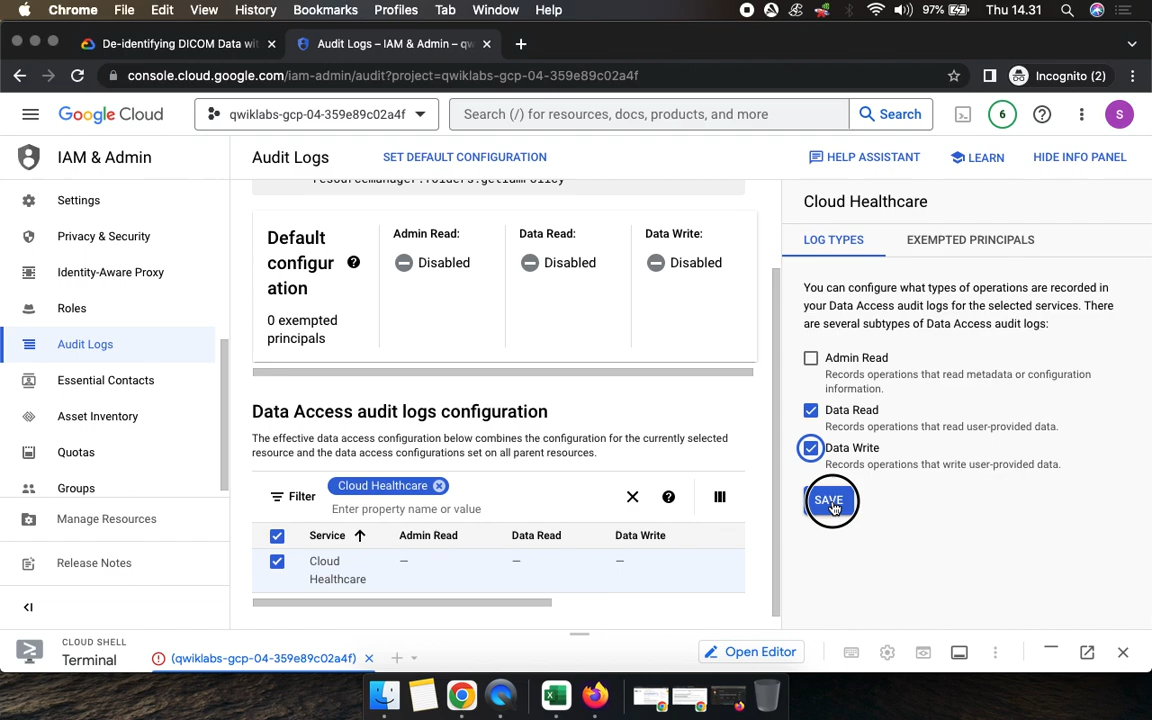 Chrome File Edit View History Bookmarks Profiles Tab Window Help 97% Thu 14.31
De-identifying DICOM Data wit
Audit Logs – IAM & Admin – qw
console.cloud.google.com/iam-admin/audit?project=qwiklabs-gcp-04-359e89c02a4f
Incognito (2)
Google Cloud
qwiklabs-gcp-04-359e89c02a4f
Search (/) for resources, docs, products, and more
Search
6
S
IAM & Admin
Audit Logs
SET DEFAULT CONFIGURATION
HELP ASSISTANT
LEARN
HIDE INFO PANEL
Settings
Privacy & Security
Identity-Aware Proxy
Roles
Audit Logs
Essential Contacts
Asset Inventory
Quotas
Groups
Manage Resources
Release Notes
resourcemanager.folders.getIamPolicy
Default
configur
ation
0 exempted
principals
Admin Read:
Disabled
Data Read:
Disabled
Data Write:
Disabled
Data Access audit logs configuration
The effective data access configuration below combines the configuration for the currently selected
resource and the data access configurations set on all parent resources.
Filter
Cloud Healthcare
Enter property name or value
Service Admin Read Data Read Data Write
Cloud
Healthcare
– – –
Cloud Healthcare
LOG TYPES
EXEMPTED PRINCIPALS
You can configure what types of operations are recorded in
your Data Access audit logs for the selected services. There
are several subtypes of Data Access audit logs:
Admin Read
Records operations that read metadata or configuration
information.
Data Read
Records operations that read user-provided data.
Data Write
Records operations that write user-provided data.
SAVE
CLOUD SHELL
Terminal
(qwiklabs-gcp-04-359e89c02a4f)
Open Editor